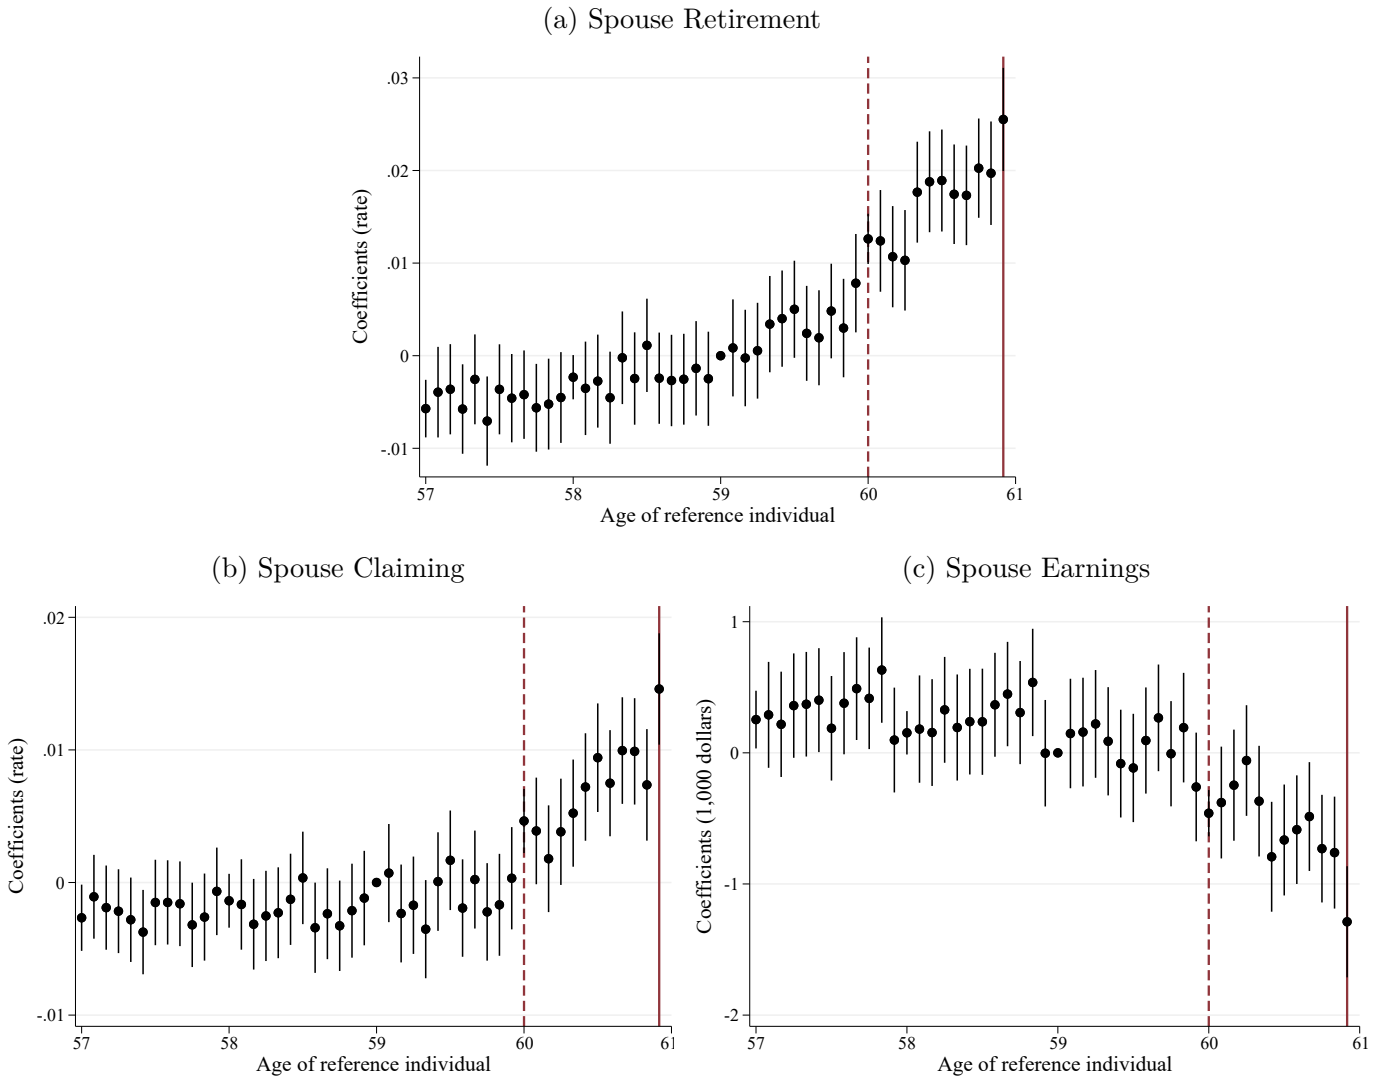 (a) Spouse Retirement
.03
.02
.01
0
-.01
Coefficients (rate)
57 58 59 60 61
Age of reference individual
(b) Spouse Claiming
.02
.01
0
-.01
Coefficients (rate)
57 58 59 60 61
Age of reference individual
(c) Spouse Earnings
1
0
-1
-2
Coefficients (1,000 dollars)
57 58 59 60 61
Age of reference individual